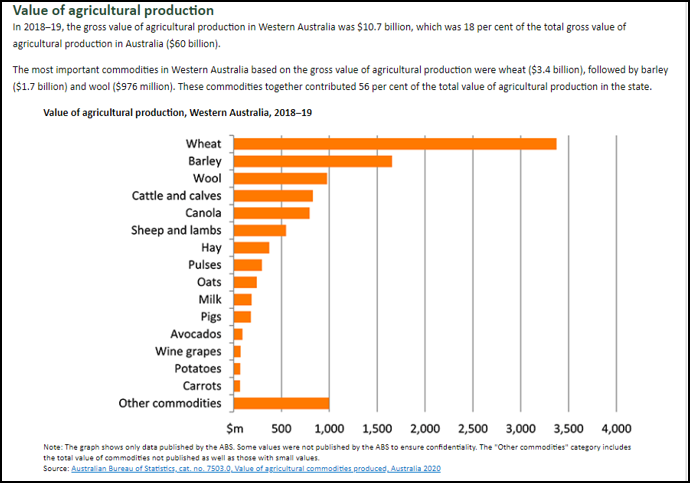 Value of agricultural production
In 2018–19, the gross value of agricultural production in Western Australia was $10.7 billion, which was 18 per cent of the total gross value of
agricultural production in Australia ($60 billion).
The most important commodities in Western Australia based on the gross value of agricultural production were wheat ($3.4 billion), followed by barley
($1.7 billion) and wool ($976 million). These commodities together contributed 56 per cent of the total value of agricultural production in the state.
Value of agricultural production, Western Australia, 2018–19
Wheat
Barley
Wool
Cattle and calves
Canola
Sheep and lambs
Hay
Pulses
Oats
Milk
Pigs
Avocados
Wine grapes
Potatoes
Carrots
Other commodities
$m 500 1,000 1,500 2,000 2,500 3,000 3,500 4,000
Note: The graph shows only data published by the ABS. Some values were not published by the ABS to ensure confidentiality. The "Other commodities" category includes
the total value of commodities not published as well as those with small values.
Source: Australian Bureau of Statistics, cat. no. 7503.0, Value of agricultural commodities produced, Australia 2020